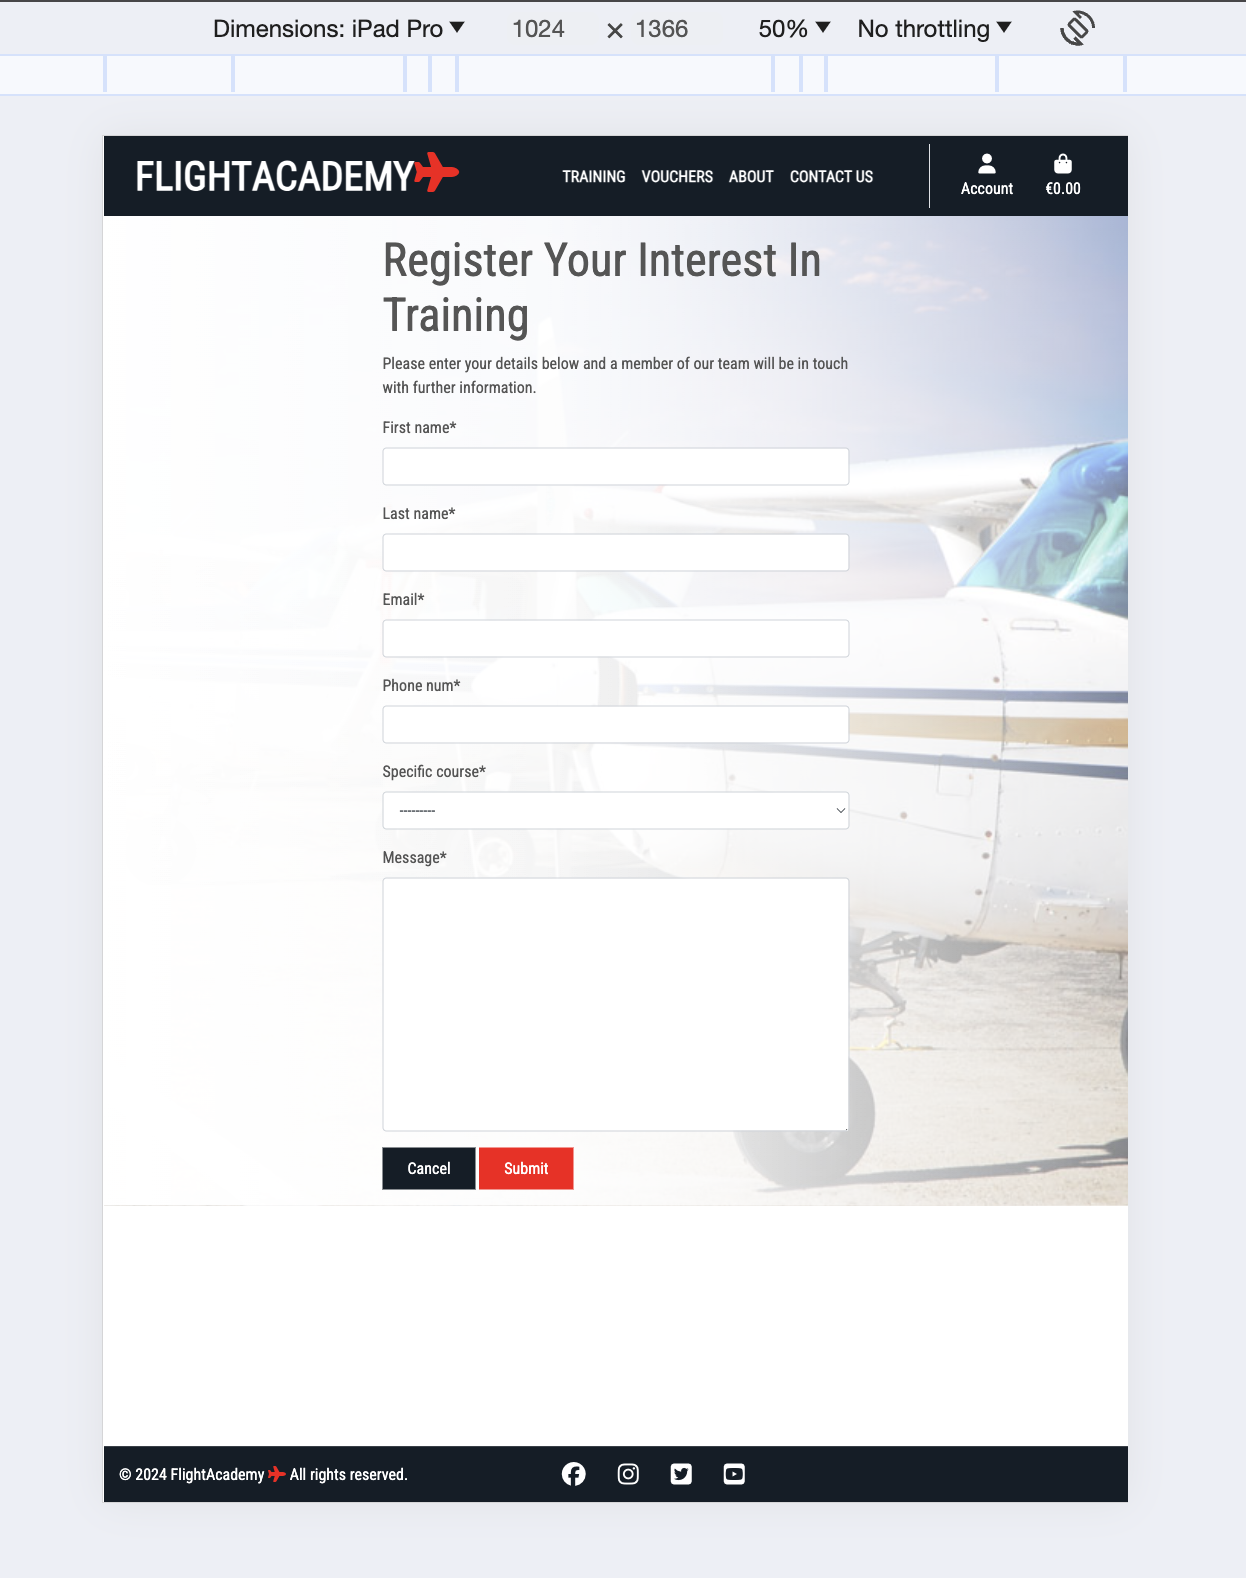 Dimensions: iPad Pro ▼ 1024 × 1366 50% ▼ No throttling ▼
FLIGHTACADEMY
TRAINING VOUCHERS ABOUT CONTACT US
Account €0.00
Register Your Interest In
Training
Please enter your details below and a member of our team will be in touch
with further information.
First name*
Last name*
Email*
Phone num*
Specific course*
---------
Message*
Cancel Submit
© 2024 FlightAcademy All rights reserved.